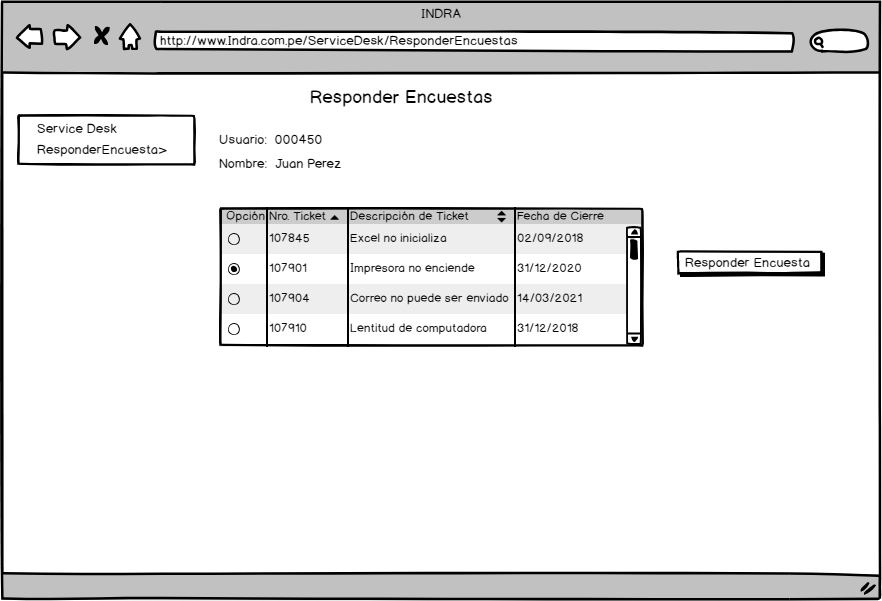 INDRA
http://www.Indra.com.pe/ServiceDesk/ResponderEncuestas
Responder Encuestas
Service Desk
ResponderEncuesta>
Usuario: 000450
Nombre: Juan Perez
Opción Nro. Ticket Descripción de Ticket Fecha de Cierre
107845 Excel no inicializa 02/09/2018
107901 Impresora no enciende 31/12/2020
107904 Correo no puede ser enviado 14/03/2021
107910 Lentitud de computadora 31/12/2018
Responder Encuesta